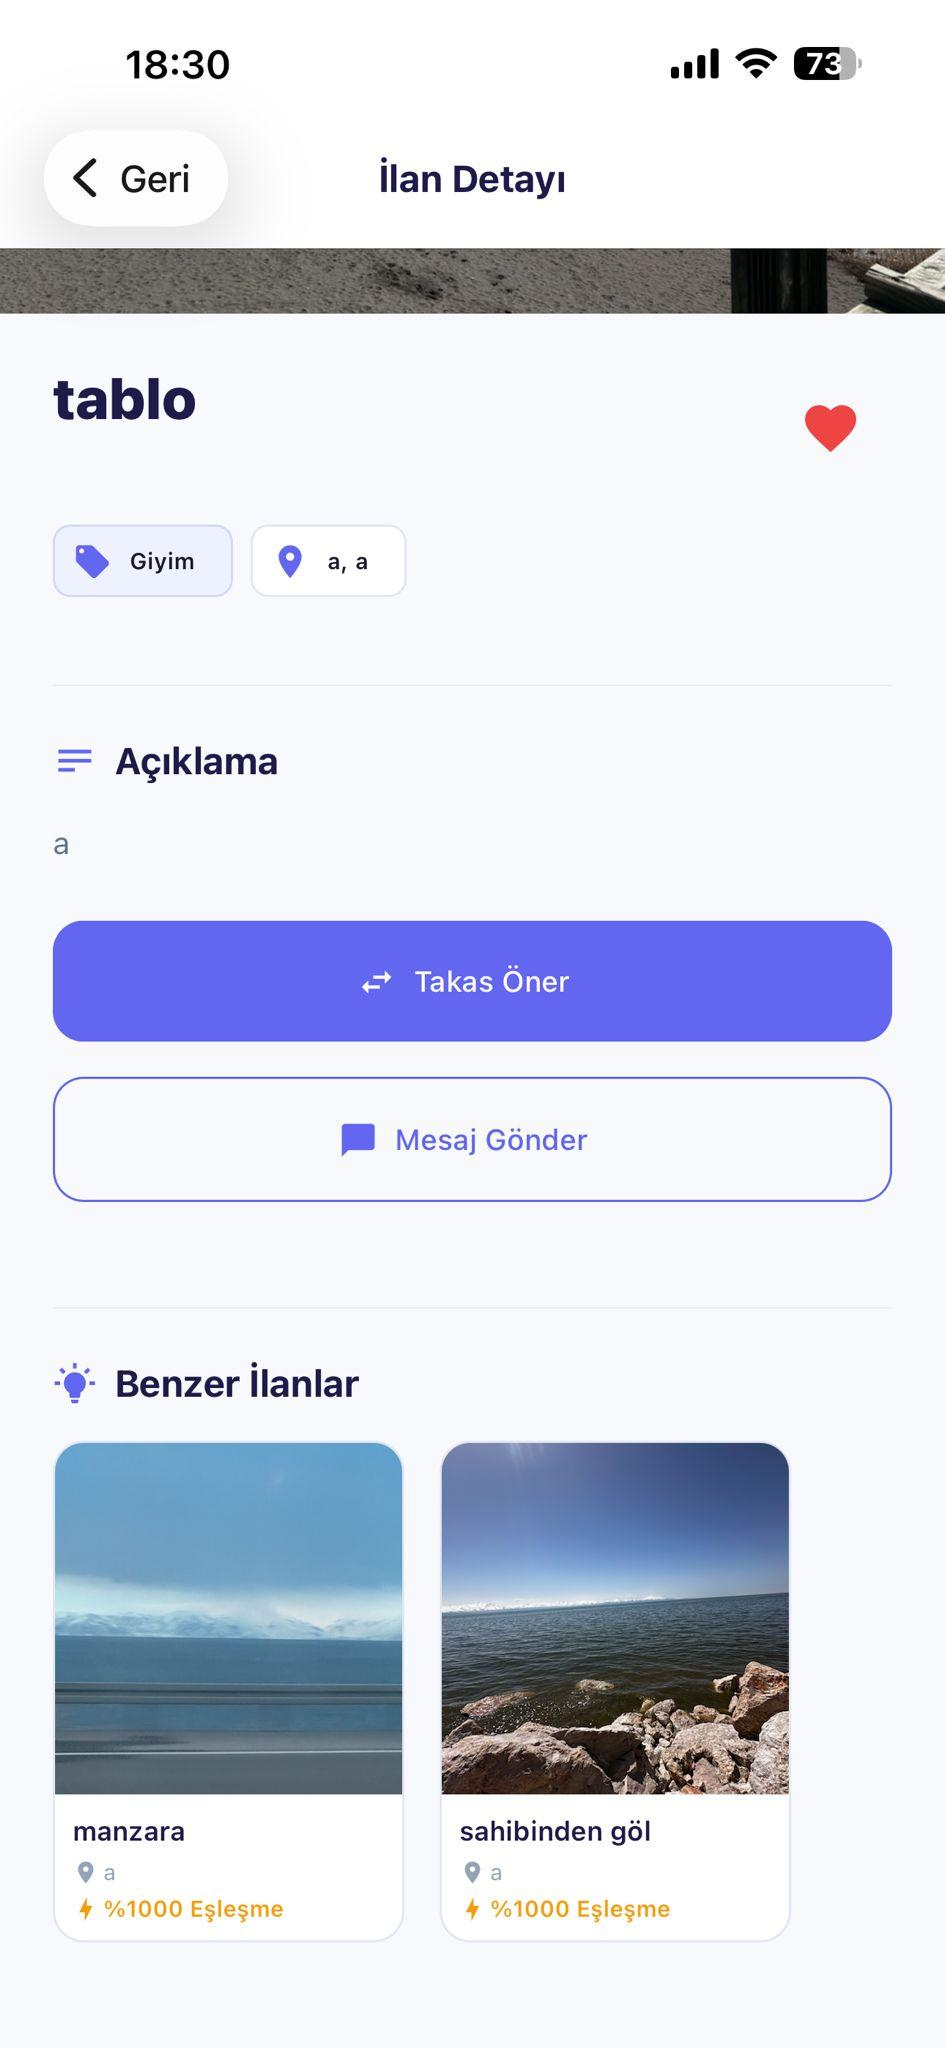 18:30
73
Geri
İlan Detayı
tablo
Giyim
a, a
Açıklama
a
Takas Öner
Mesaj Gönder
Benzer İlanlar
manzara
a
%1000 Eşleşme
sahibinden göl
a
%1000 Eşleşme